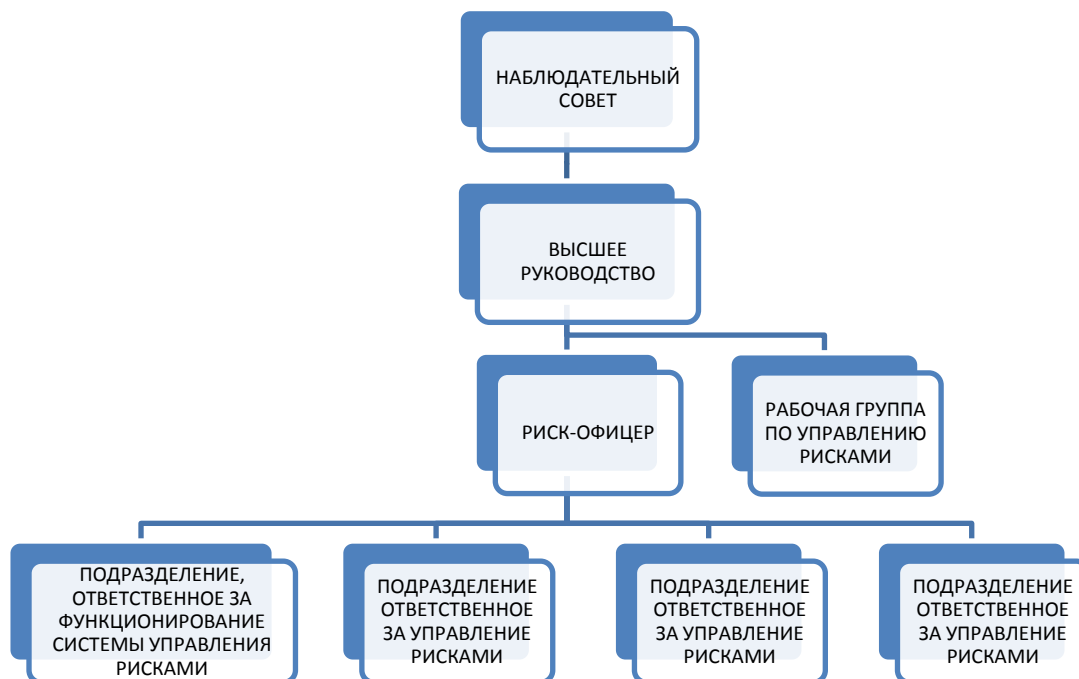 НАБЛЮДАТЕЛЬНЫЙ
СОВЕТ
ВЫСШЕЕ
РУКОВОДСТВО
РИСК-ОФИЦЕР
РАБОЧАЯ ГРУППА
ПО УПРАВЛЕНИЮ
РИСКАМИ
ПОДРАЗДЕЛЕНИЕ,
ОТВЕТСТВЕННОЕ ЗА
ФУНКЦИОНИРОВАНИЕ
СИСТЕМЫ УПРАВЛЕНИЯ
РИСКАМИ
ПОДРАЗДЕЛЕНИЕ
ОТВЕТСТВЕННОЕ
ЗА УПРАВЛЕНИЕ
РИСКАМИ
ПОДРАЗДЕЛЕНИЕ
ОТВЕТСТВЕННОЕ
ЗА УПРАВЛЕНИЕ
РИСКАМИ
ПОДРАЗДЕЛЕНИЕ
ОТВЕТСТВЕННОЕ
ЗА УПРАВЛЕНИЕ
РИСКАМИ